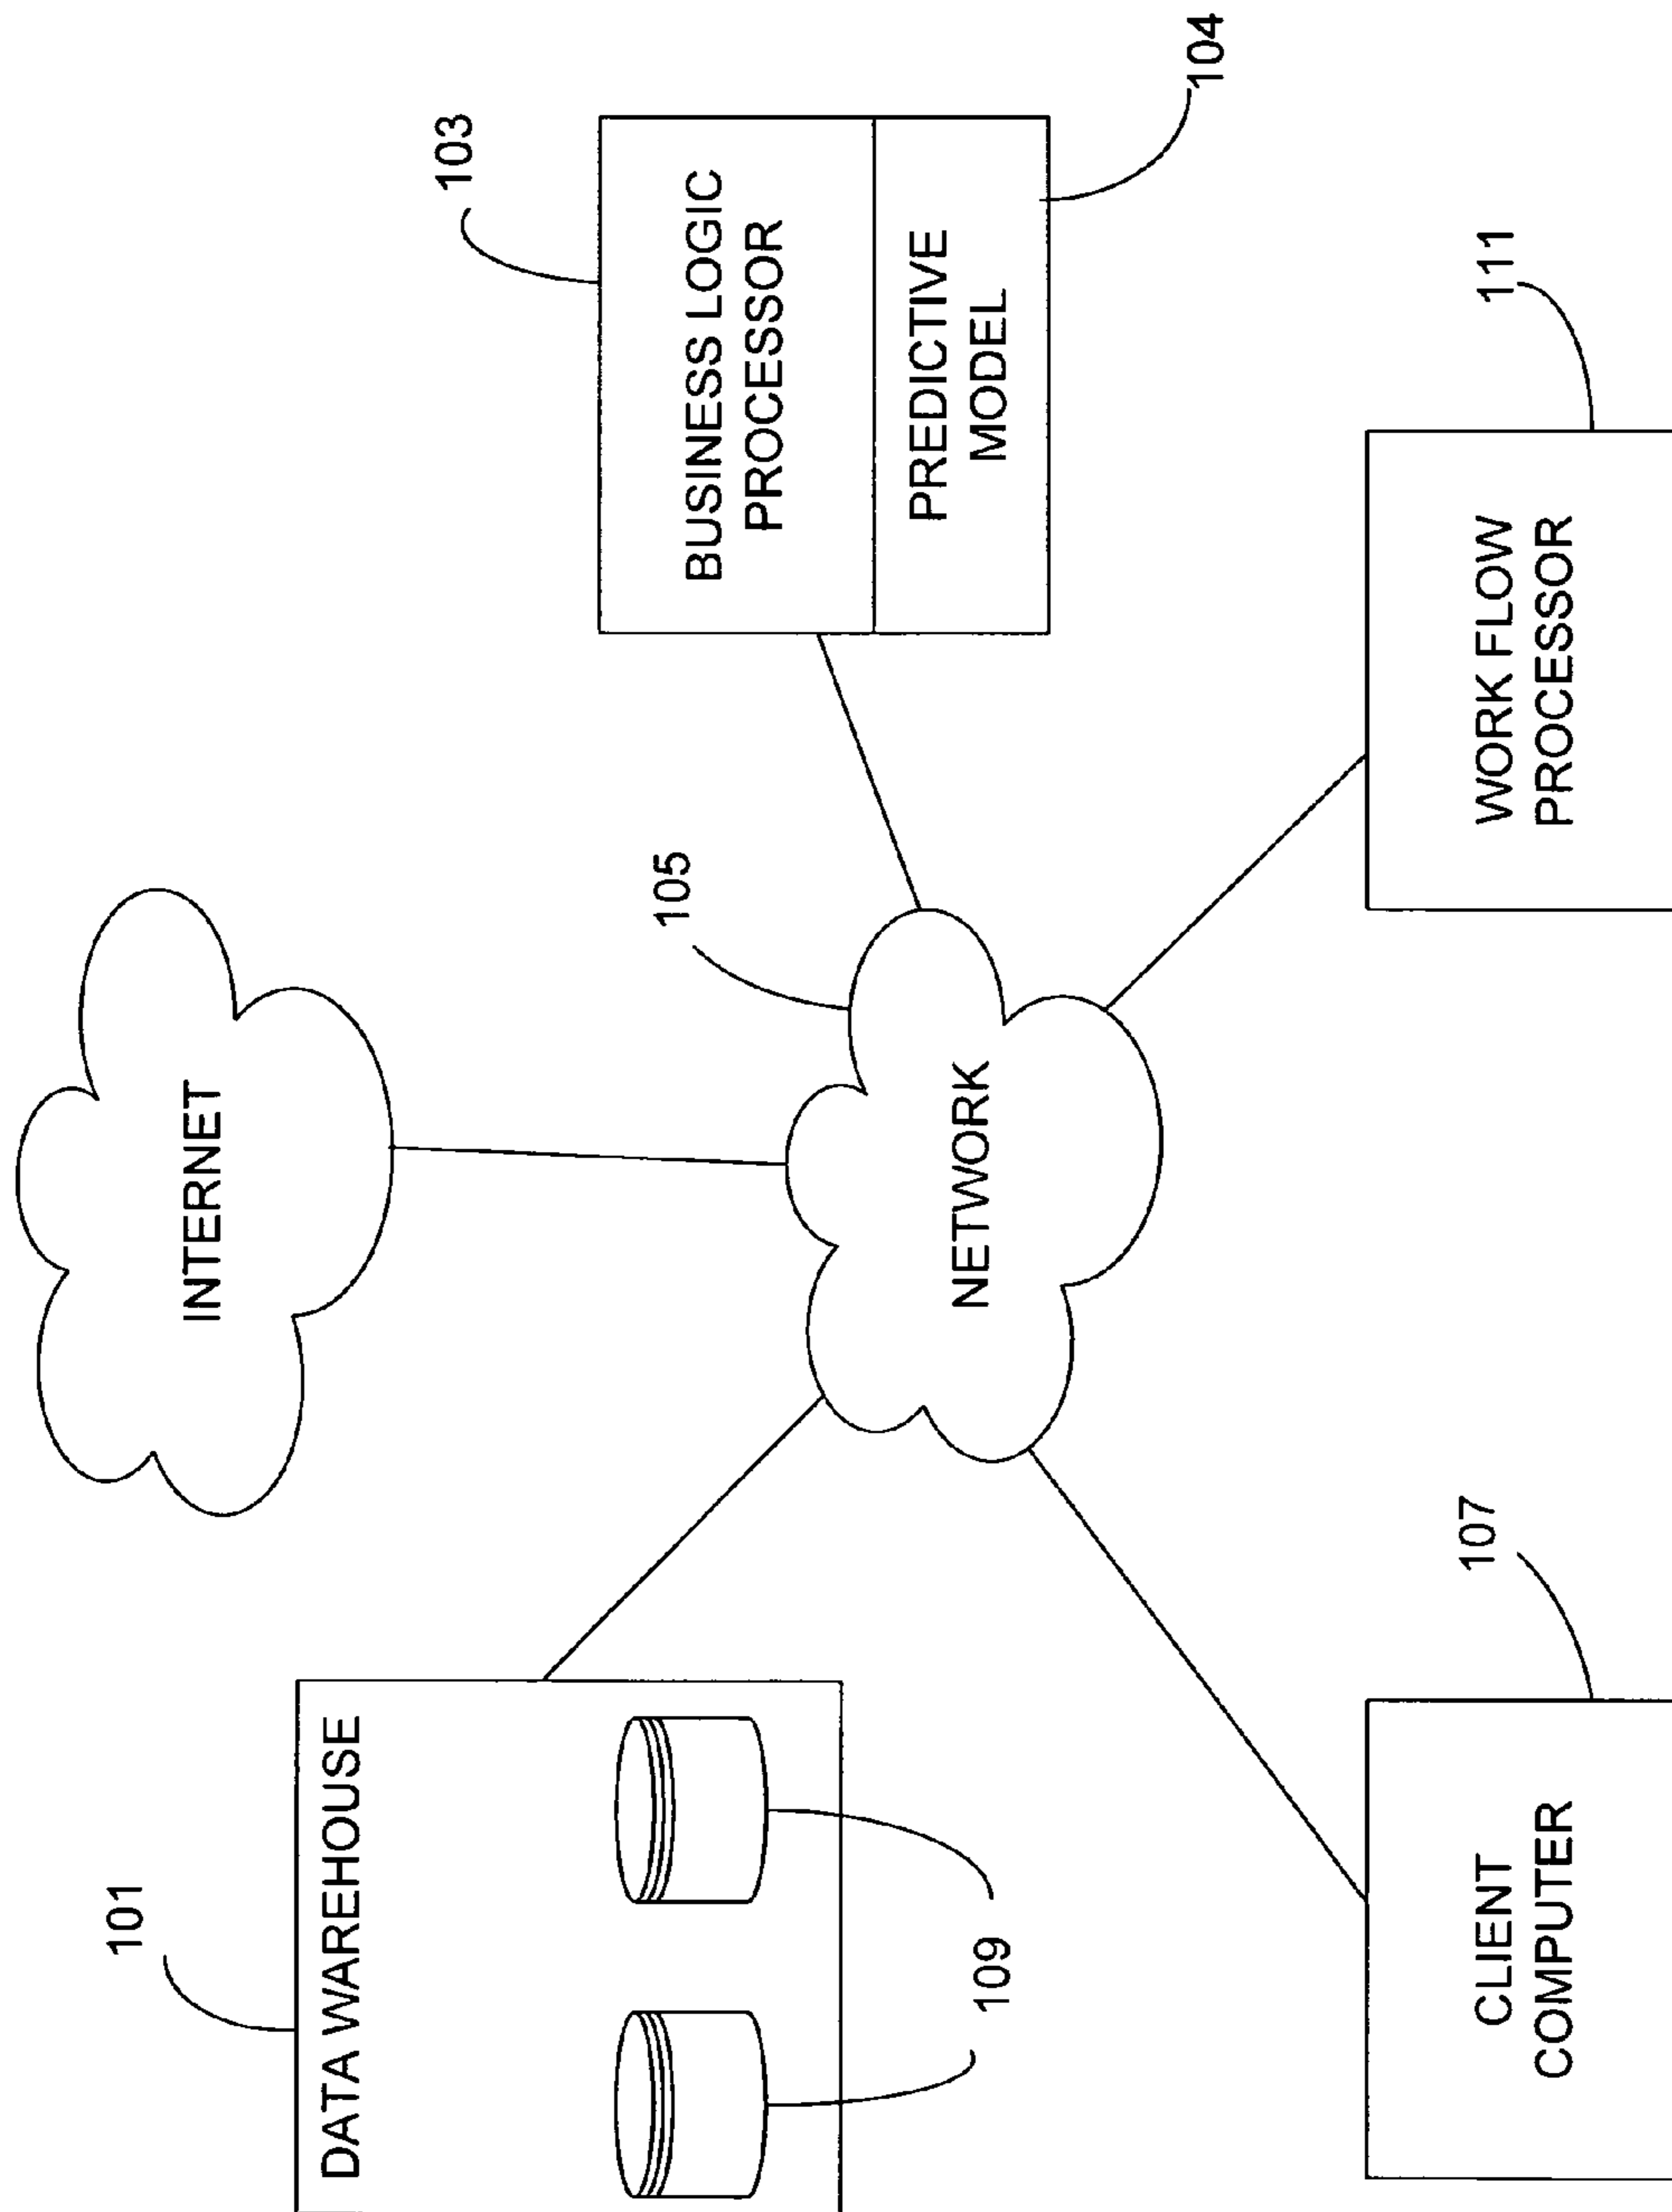 INTERNET
101
DATA WAREHOUSE
109
105
NETWORK
103
BUSINESS LOGIC
PROCESSOR
PREDICTIVE
MODEL
104
107
CLIENT
COMPUTER
111
WORK FLOW
PROCESSOR